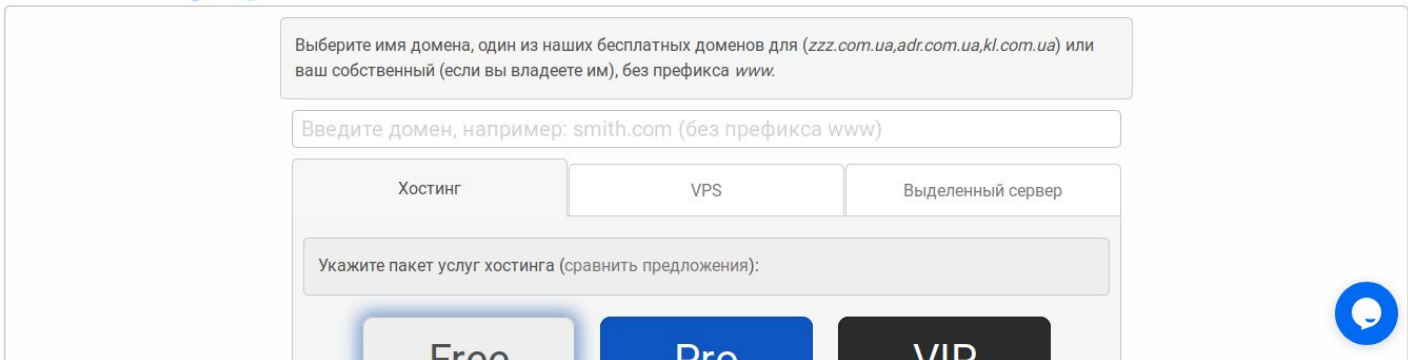 Выберите имя домена, один из наших бесплатных доменов для (zzz.com.ua,adr.com.ua,kl.com.ua) или
ваш собственный (если вы владеете им), без префикса www.
Введите домен, например: smith.com (без префикса www)
Хостинг VPS Выделенный сервер
Укажите пакет услуг хостинга (сравнить предложения):
Free Pro VIP